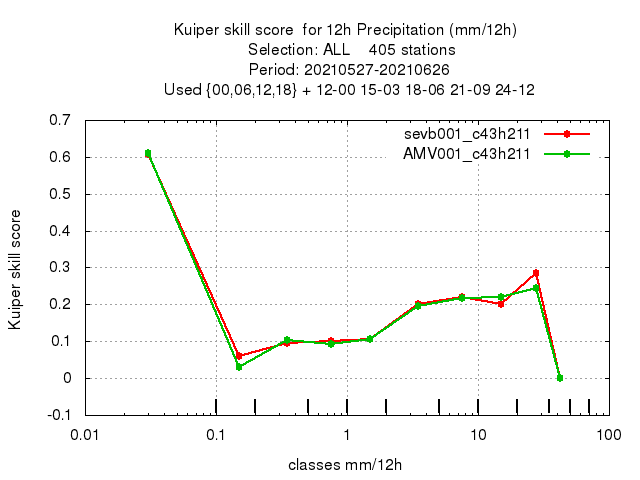 Kuiper skill score  for 12h Precipitation (mm/12h)
Selection: ALL    405 stations
Period: 20210527-20210626
Used {00,06,12,18} + 12-00 15-03 18-06 21-09 24-12
sevb001_c43h211
AMV001_c43h211
Kuiper skill score
0.7
0.6
0.5
0.4
0.3
0.2
0.1
0
-0.1
0.01 0.1 1 10 100
classes mm/12h